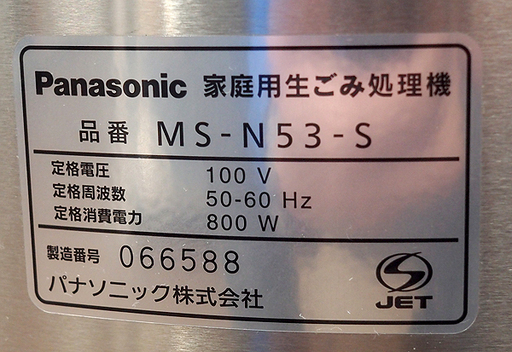 Panasonic 家庭用生ごみ処理機
品番 MS-N53-S
定格電圧 100 V
定格周波数 50-60 Hz
定格消費電力 800 W
製造番号 066588
パナソニック株式会社
JET